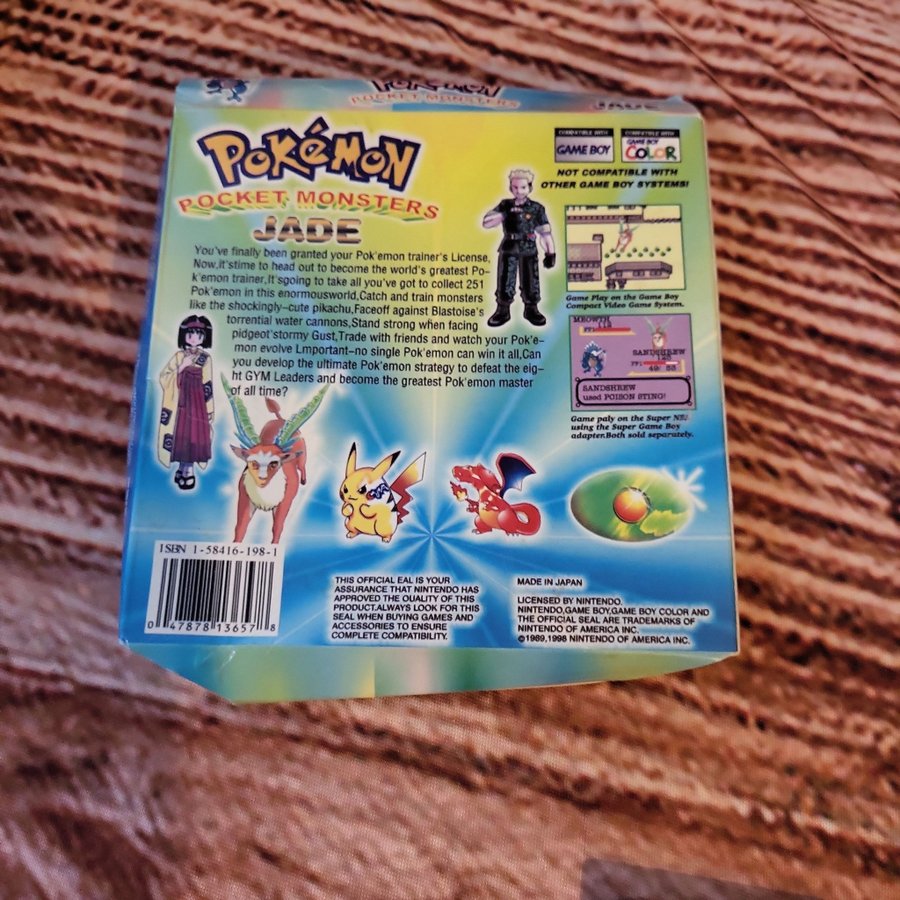 POKéMON
POCKET MONSTERS
JADE
POKéMON
POCKET MONSTERS
JADE
COMPATIBLE WITH
GAME BOY
COMPATIBLE WITH
GAME BOY
COLOR
NOT COMPATIBLE WITH
OTHER GAME BOY SYSTEMS!
You've finally been granted your Pok'emon trainer's License,
Now,it'stime to head out to become the world's greatest Po-
k'emon trainer,It'sgoing to take all you've got to collect 251
Pok'emon in this enormousworld,Catch and train monsters
like the shockingly-cute pikachu,Faceoff against Blastoise's
torrential water cannons,Stand strong when facing
pidgeot'stormy Gust,Trade with friends and watch your Pok'e-
mon evolve Lmportant-no single Pok'emon can win it all,Can
you develop the ultimate Pok'emon strategy to defeat the eig-
ht GYM Leaders and become the greatest Pok'emon master
of all time?
Game Play on the Game Boy
Compact Video Game System.
MEOWTH
112
SANDSHREW
125
49/ 55
SANDSHREW
used POISON STING!
Game paly on the Super NES
using the Super Game Boy
adapter.Both sold separately.
ISBN 1-58416-198-1
0 47878 13657 8
THIS OFFICIAL EAL IS YOUR
ASSURANCE THAT NINTENDO HAS
APPROVED THE OUALITY OF THIS
PRODUCT.ALWAYS LOOK FOR THIS
SEAL WHEN BUYING GAMES AND
ACCESSORIES TO ENSURE
COMPLETE COMPATIBILITY.
MADE IN JAPAN
LICENSED BY NINTENDO.
NINTENDO,GAME BOY,GAME BOY COLOR AND
THE OFFICIAL SEAL ARE TRADEMARKS OF
NINTENDO OF AMERICA INC.
©1989,1998 NINTENDO OF AMERICA INC.